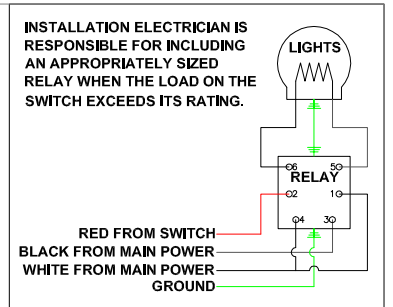 INSTALLATION ELECTRICIAN IS
RESPONSIBLE FOR INCLUDING
AN APPROPRIATELY SIZED
RELAY WHEN THE LOAD ON THE
SWITCH EXCEEDS ITS RATING.
LIGHTS
6 5
RELAY
2 1
4 3
RED FROM SWITCH
BLACK FROM MAIN POWER
WHITE FROM MAIN POWER
GROUND